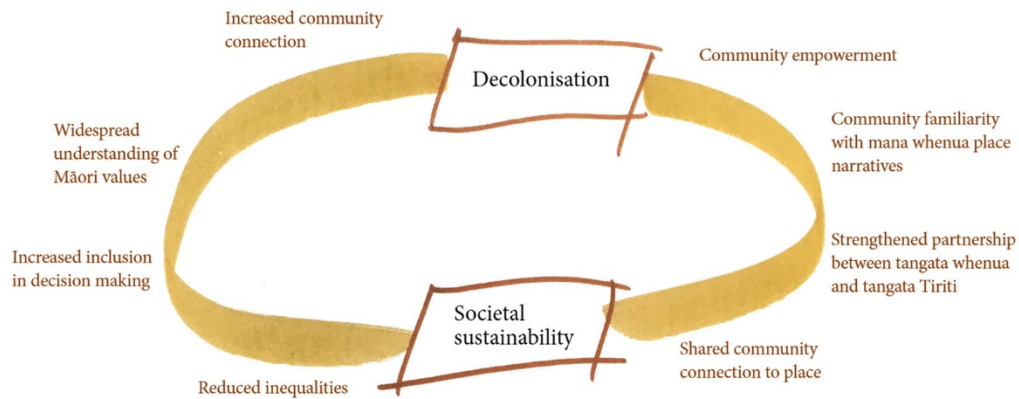 Increased community
connection
Decolonisation
Community empowerment
Widespread
understanding of
Māori values
Community familiarity
with mana whenua place
narratives
Increased inclusion
in decision making
Strengthened partnership
between tangata whenua
and tangata Tiriti
Societal
sustainability
Shared community
connection to place
Reduced inequalities